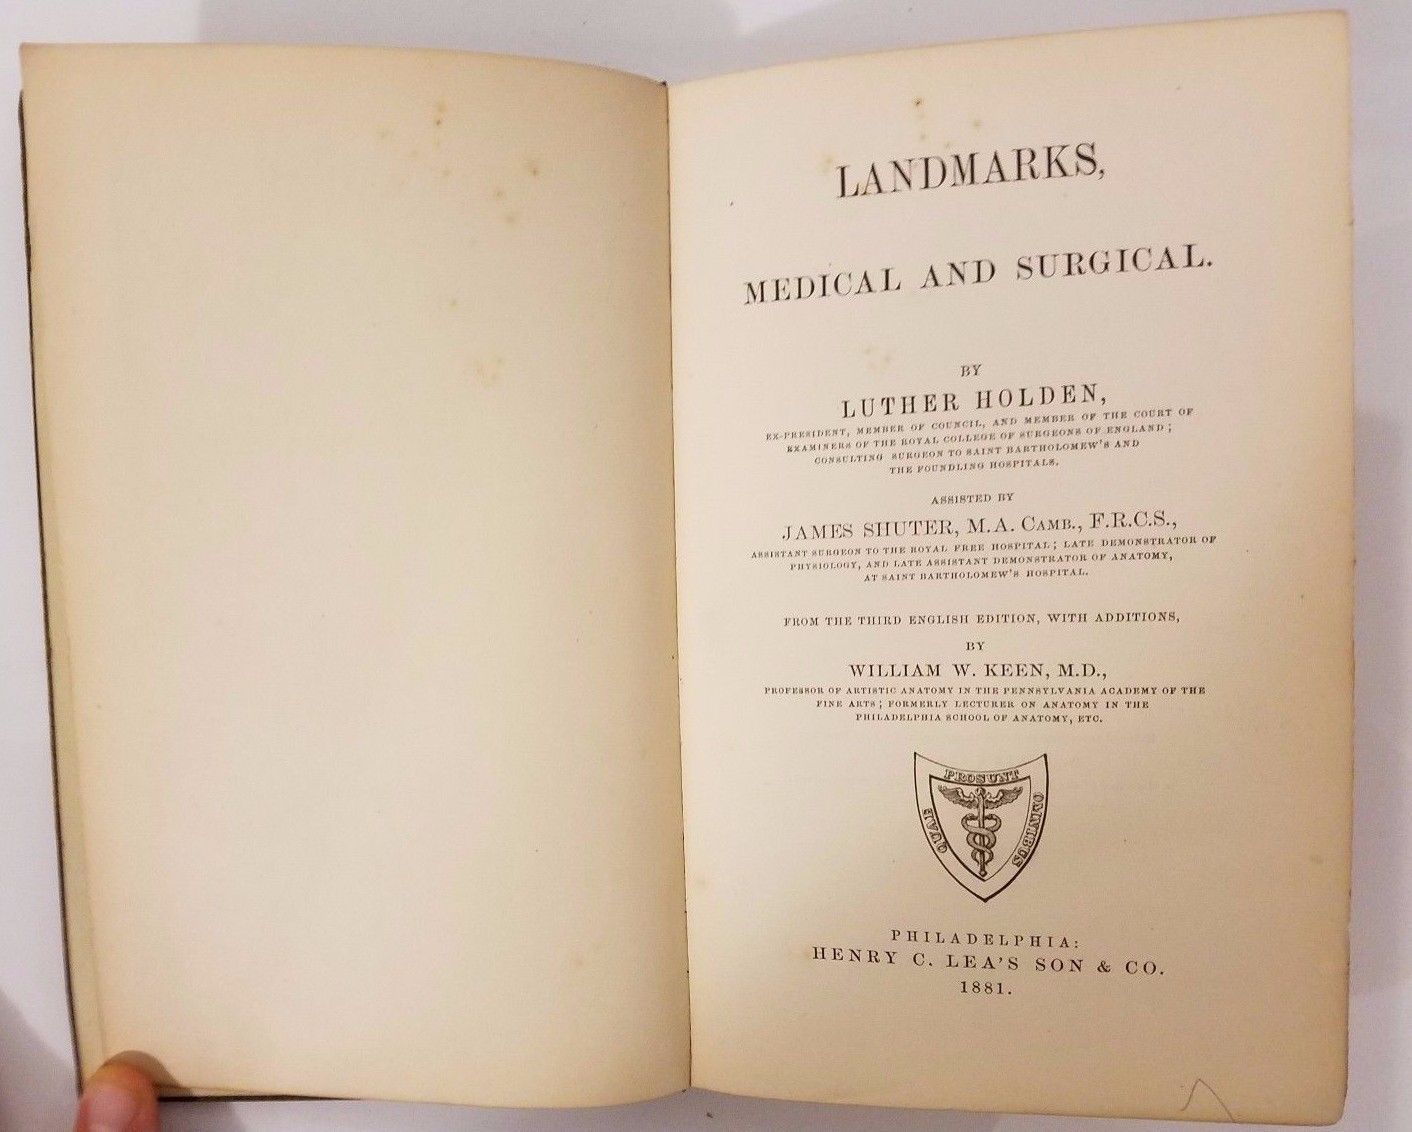 LANDMARKS,
MEDICAL AND SURGICAL.
BY
LUTHER HOLDEN,
EX-PRESIDENT, MEMBER OF COUNCIL, AND MEMBER OF THE COURT OF
EXAMINERS OF THE ROYAL COLLEGE OF SURGEONS OF ENGLAND;
CONSULTING SURGEON TO SAINT BARTHOLOMEW'S AND
THE FOUNDLING HOSPITALS.
ASSISTED BY
JAMES SHUTER, M.A. CAMB., F.R.C.S.,
ASSISTANT SURGEON TO THE ROYAL FREE HOSPITAL; LATE DEMONSTRATOR OF
PHYSIOLOGY, AND LATE ASSISTANT DEMONSTRATOR OF ANATOMY,
AT SAINT BARTHOLOMEW'S HOSPITAL.
FROM THE THIRD ENGLISH EDITION, WITH ADDITIONS,
BY
WILLIAM W. KEEN, M.D.,
PROFESSOR OF ARTISTIC ANATOMY IN THE PENNSYLVANIA ACADEMY OF THE
FINE ARTS; FORMERLY LECTURER ON ANATOMY IN THE
PHILADELPHIA SCHOOL OF ANATOMY, ETC.
QUAE
PROSUNT
OMNIBUS
PHILADELPHIA:
HENRY C. LEA'S SON & CO.
1881.